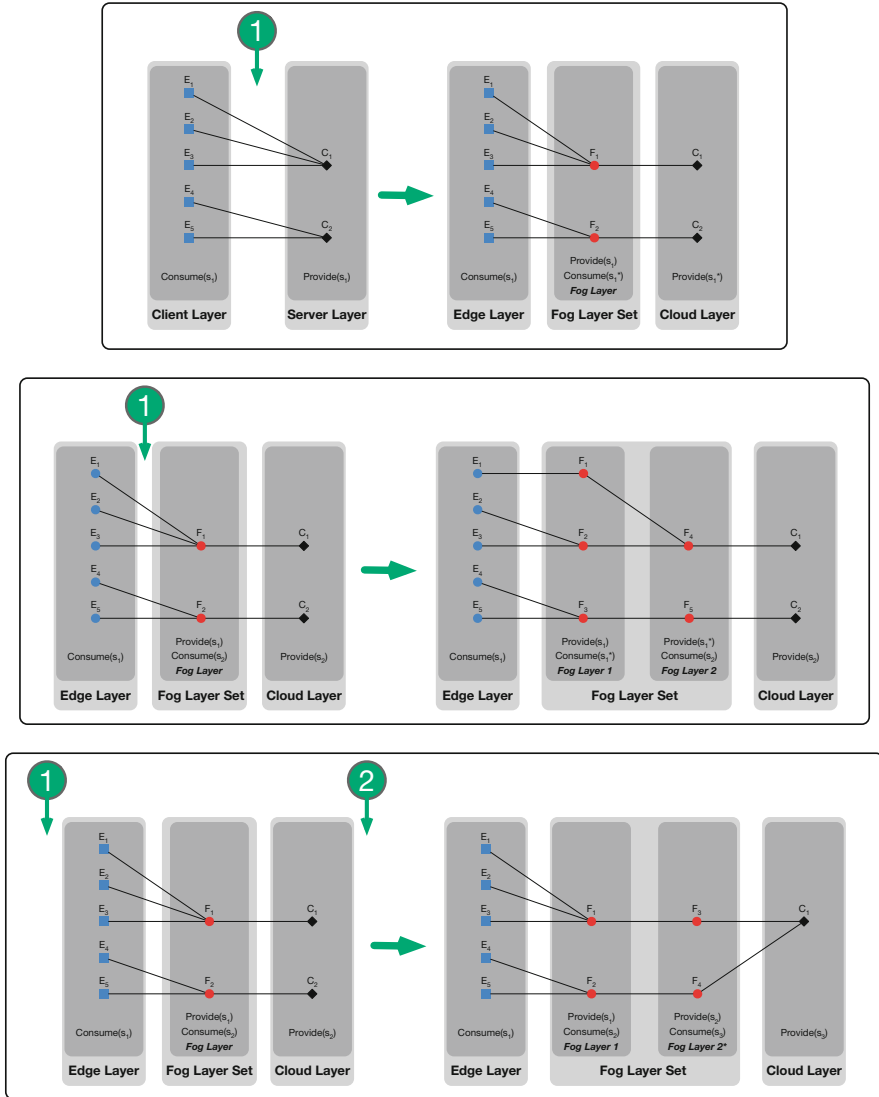 1
E1
E2
E3
E4
E5
C1
C2
Consume(s1)
Provide(s1)
Client Layer
Server Layer
E1
E2
E3
E4
E5
F1
F2
C1
C2
Consume(s1)
Provide(s1)
Consume(s1*)
Fog Layer
Provide(s1*)
Edge Layer
Fog Layer Set
Cloud Layer
1
E1
E2
E3
E4
E5
F1
F2
C1
C2
Consume(s1)
Provide(s1)
Consume(s2)
Fog Layer
Provide(s2)
Edge Layer
Fog Layer Set
Cloud Layer
E1
E2
E3
E4
E5
F1
F2
F3
F4
F5
C1
C2
Consume(s1)
Provide(s1)
Consume(s1*)
Fog Layer 1
Provide(s1*)
Consume(s2)
Fog Layer 2
Provide(s2)
Edge Layer
Fog Layer Set
Cloud Layer
1
2
E1
E2
E3
E4
E5
F1
F2
C1
C2
Consume(s1)
Provide(s1)
Consume(s2)
Fog Layer
Provide(s2)
Edge Layer
Fog Layer Set
Cloud Layer
E1
E2
E3
E4
E5
F1
F2
F3
F4
C1
Consume(s1)
Provide(s1)
Consume(s2)
Fog Layer 1
Provide(s2)
Consume(s3)
Fog Layer 2*
Provide(s3)
Edge Layer
Fog Layer Set
Cloud Layer